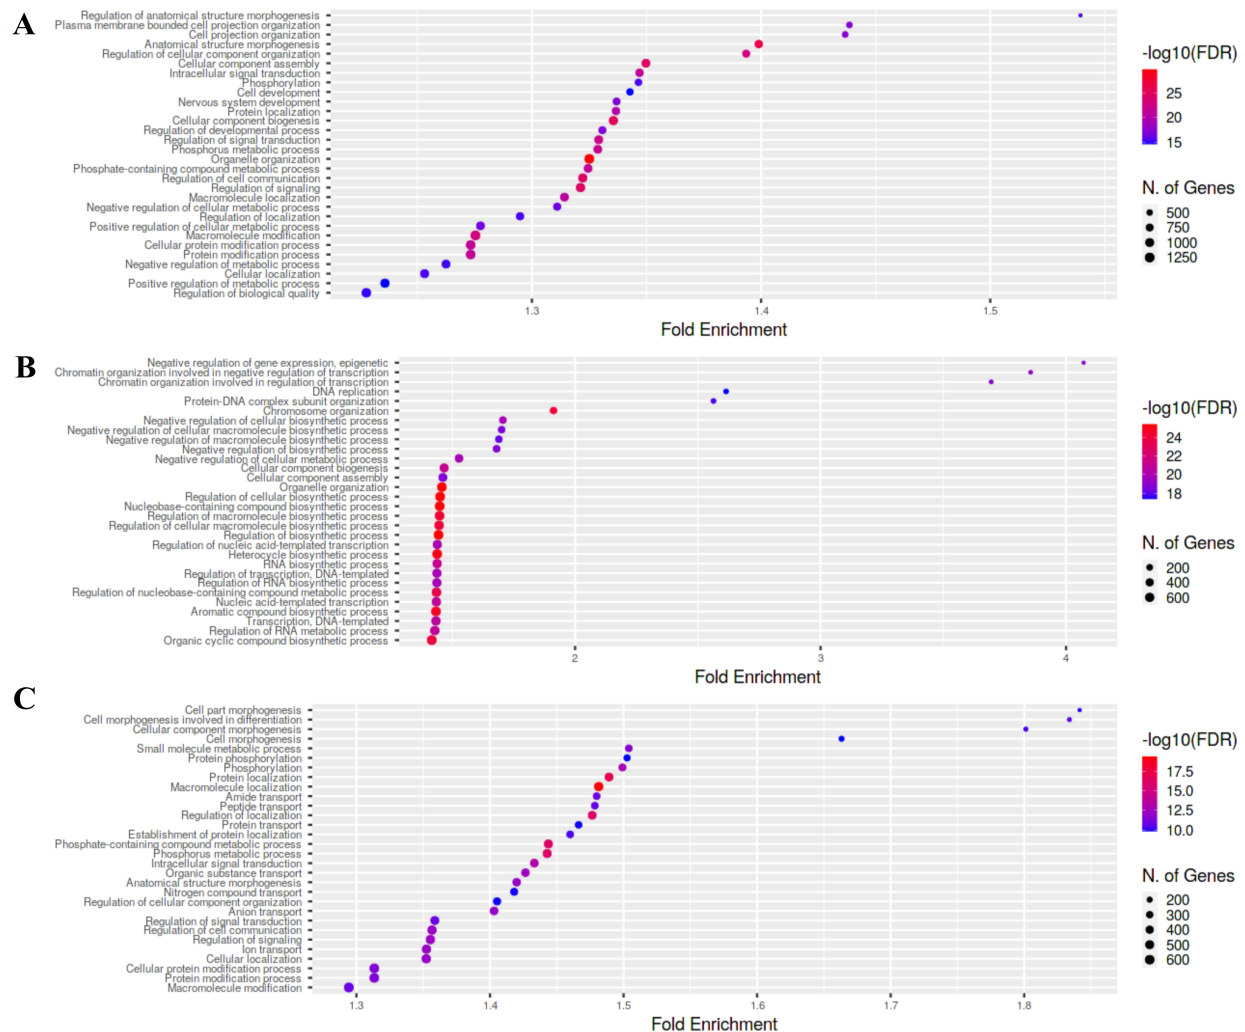 A
Regulation of anatomical structure morphogenesis
Plasma membrane bounded cell projection organization
Cell projection organization
Anatomical structure morphogenesis
Regulation of cellular component organization
Cellular component assembly
Intracellular signal transduction
Phosphorylation
Cell development
Nervous system development
Protein localization
Cellular component biogenesis
Regulation of developmental process
Regulation of signal transduction
Phosphorus metabolic process
Organelle organization
Phosphate-containing compound metabolic process
Regulation of cell communication
Regulation of signaling
Macromolecule localization
Negative regulation of cellular metabolic process
Regulation of localization
Positive regulation of cellular metabolic process
Macromolecule modification
Cellular protein modification process
Protein modification process
Negative regulation of metabolic process
Cellular localization
Positive regulation of metabolic process
Regulation of biological quality
1.3 1.4 1.5
Fold Enrichment
-log10(FDR)
25
20
15
N. of Genes
500
750
1000
1250
B
Negative regulation of gene expression, epigenetic
Chromatin organization involved in negative regulation of transcription
Chromatin organization involved in regulation of transcription
DNA replication
Protein-DNA complex subunit organization
Chromosome organization
Negative regulation of cellular biosynthetic process
Negative regulation of cellular macromolecule biosynthetic process
Negative regulation of macromolecule biosynthetic process
Negative regulation of biosynthetic process
Negative regulation of cellular metabolic process
Cellular component biogenesis
Cellular component assembly
Organelle organization
Regulation of cellular biosynthetic process
Nucleobase-containing compound biosynthetic process
Regulation of macromolecule biosynthetic process
Regulation of cellular macromolecule biosynthetic process
Regulation of biosynthetic process
Regulation of nucleic acid-templated transcription
Heterocycle biosynthetic process
RNA biosynthetic process
Regulation of transcription, DNA-templated
Regulation of RNA biosynthetic process
Regulation of nucleobase-containing compound metabolic process
Nucleic acid-templated transcription
Aromatic compound biosynthetic process
Transcription, DNA-templated
Regulation of RNA metabolic process
Organic cyclic compound biosynthetic process
2 3 4
Fold Enrichment
-log10(FDR)
24
22
20
18
N. of Genes
200
400
600
C
Cell part morphogenesis
Cell morphogenesis involved in differentiation
Cellular component morphogenesis
Cell morphogenesis
Small molecule metabolic process
Protein phosphorylation
Phosphorylation
Protein localization
Macromolecule localization
Amide transport
Peptide transport
Regulation of localization
Protein transport
Establishment of protein localization
Phosphate-containing compound metabolic process
Phosphorus metabolic process
Intracellular signal transduction
Organic substance transport
Anatomical structure morphogenesis
Nitrogen compound transport
Regulation of cellular component organization
Anion transport
Regulation of signal transduction
Regulation of cell communication
Regulation of signaling
Ion transport
Cellular localization
Cellular protein modification process
Protein modification process
Macromolecule modification
1.3 1.4 1.5 1.6 1.7 1.8
Fold Enrichment
-log10(FDR)
17.5
15.0
12.5
10.0
N. of Genes
200
300
400
500
600